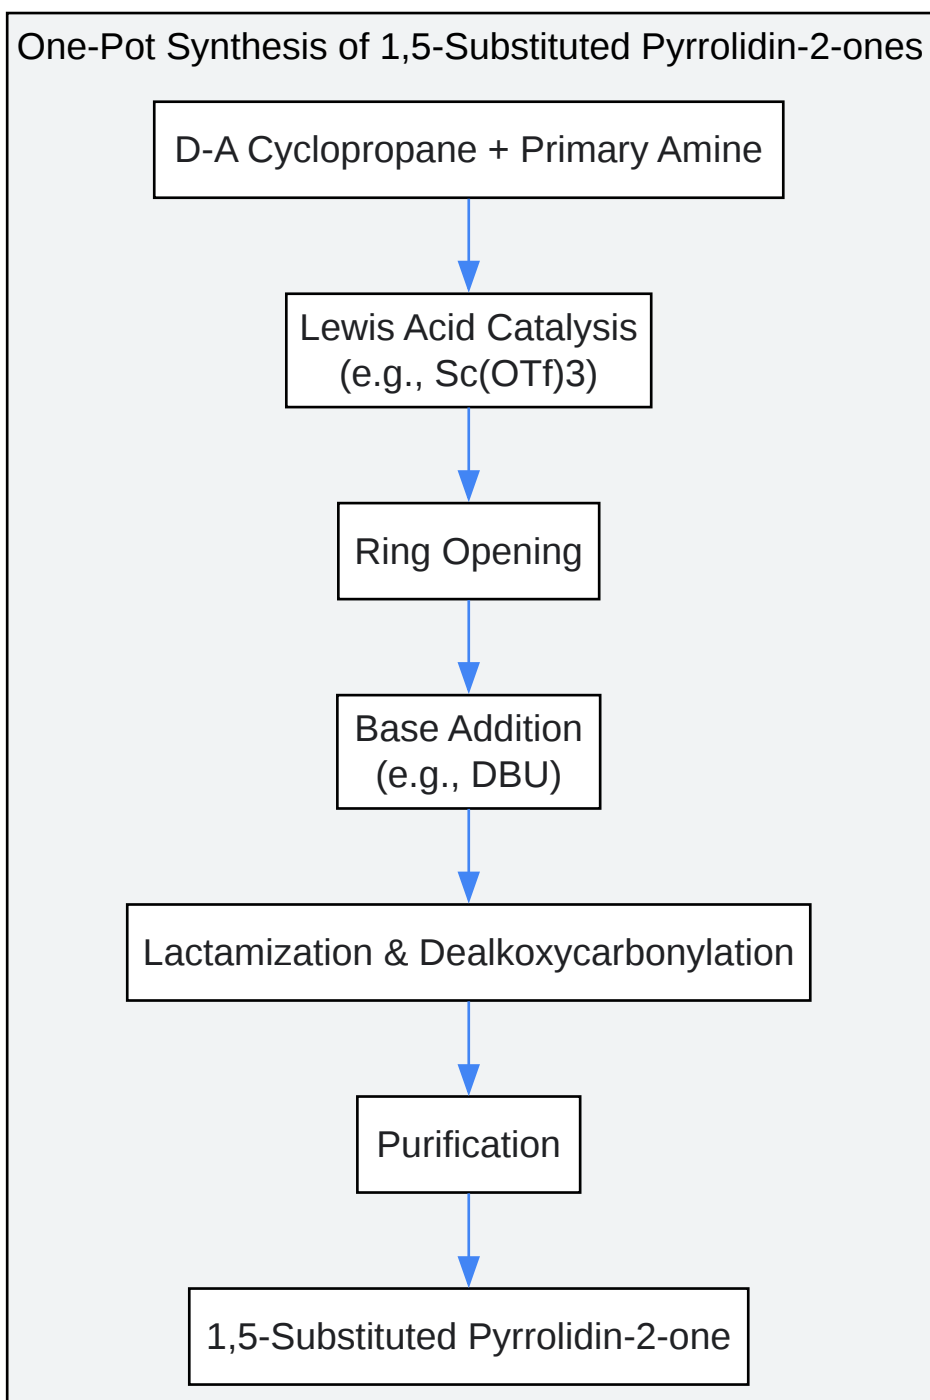 One-Pot Synthesis of 1,5-Substituted Pyrrolidin-2-ones
D-A Cyclopropane + Primary Amine
Lewis Acid Catalysis
(e.g., Sc(OTf)3)
Ring Opening
Base Addition
(e.g., DBU)
Lactamization & Dealkoxycarbonylation
Purification
1,5-Substituted Pyrrolidin-2-one